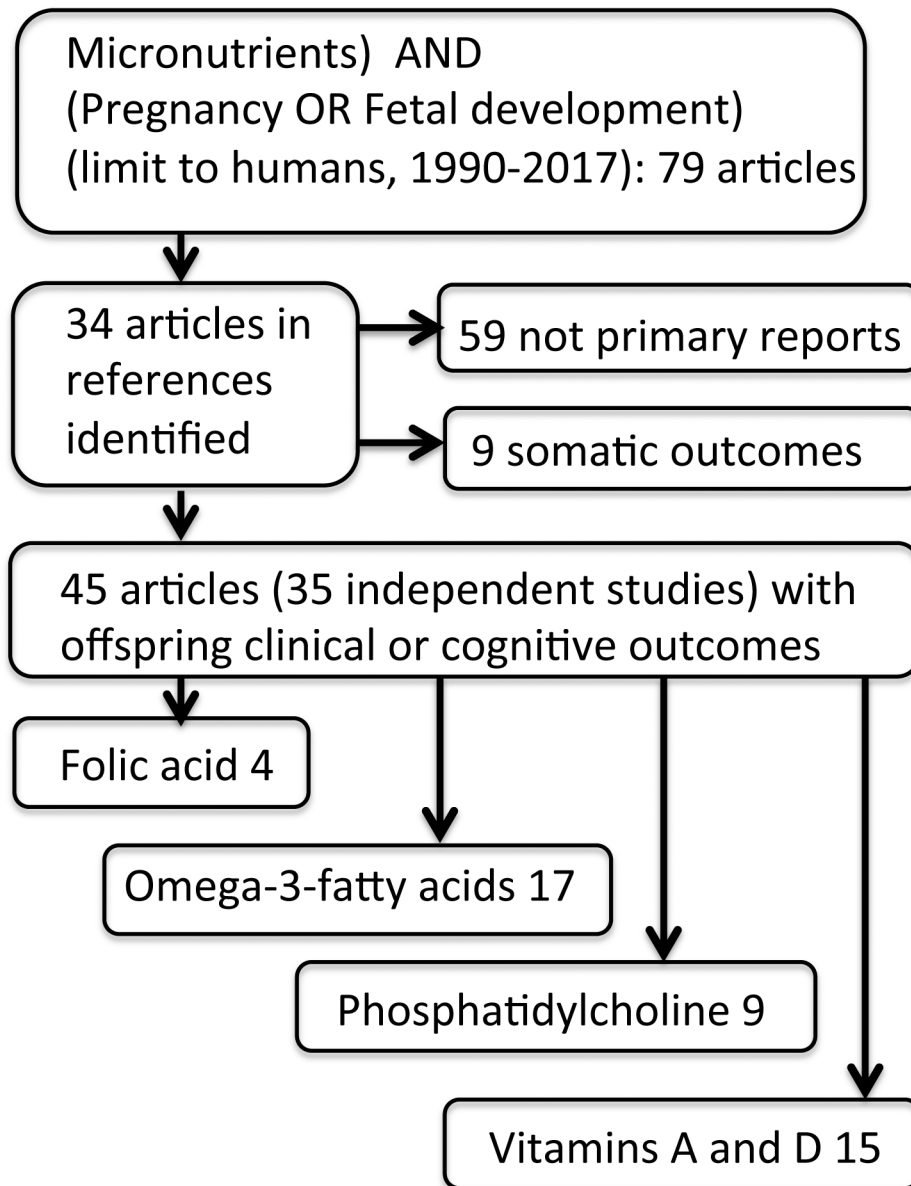 Micronutrients) AND
(Pregnancy OR Fetal development)
(limit to humans, 1990-2017): 79 articles
34 articles in
references
identified
59 not primary reports
9 somatic outcomes
45 articles (35 independent studies) with
offspring clinical or cognitive outcomes
Folic acid 4
Omega-3-fatty acids 17
Phosphatidylcholine 9
Vitamins A and D 15